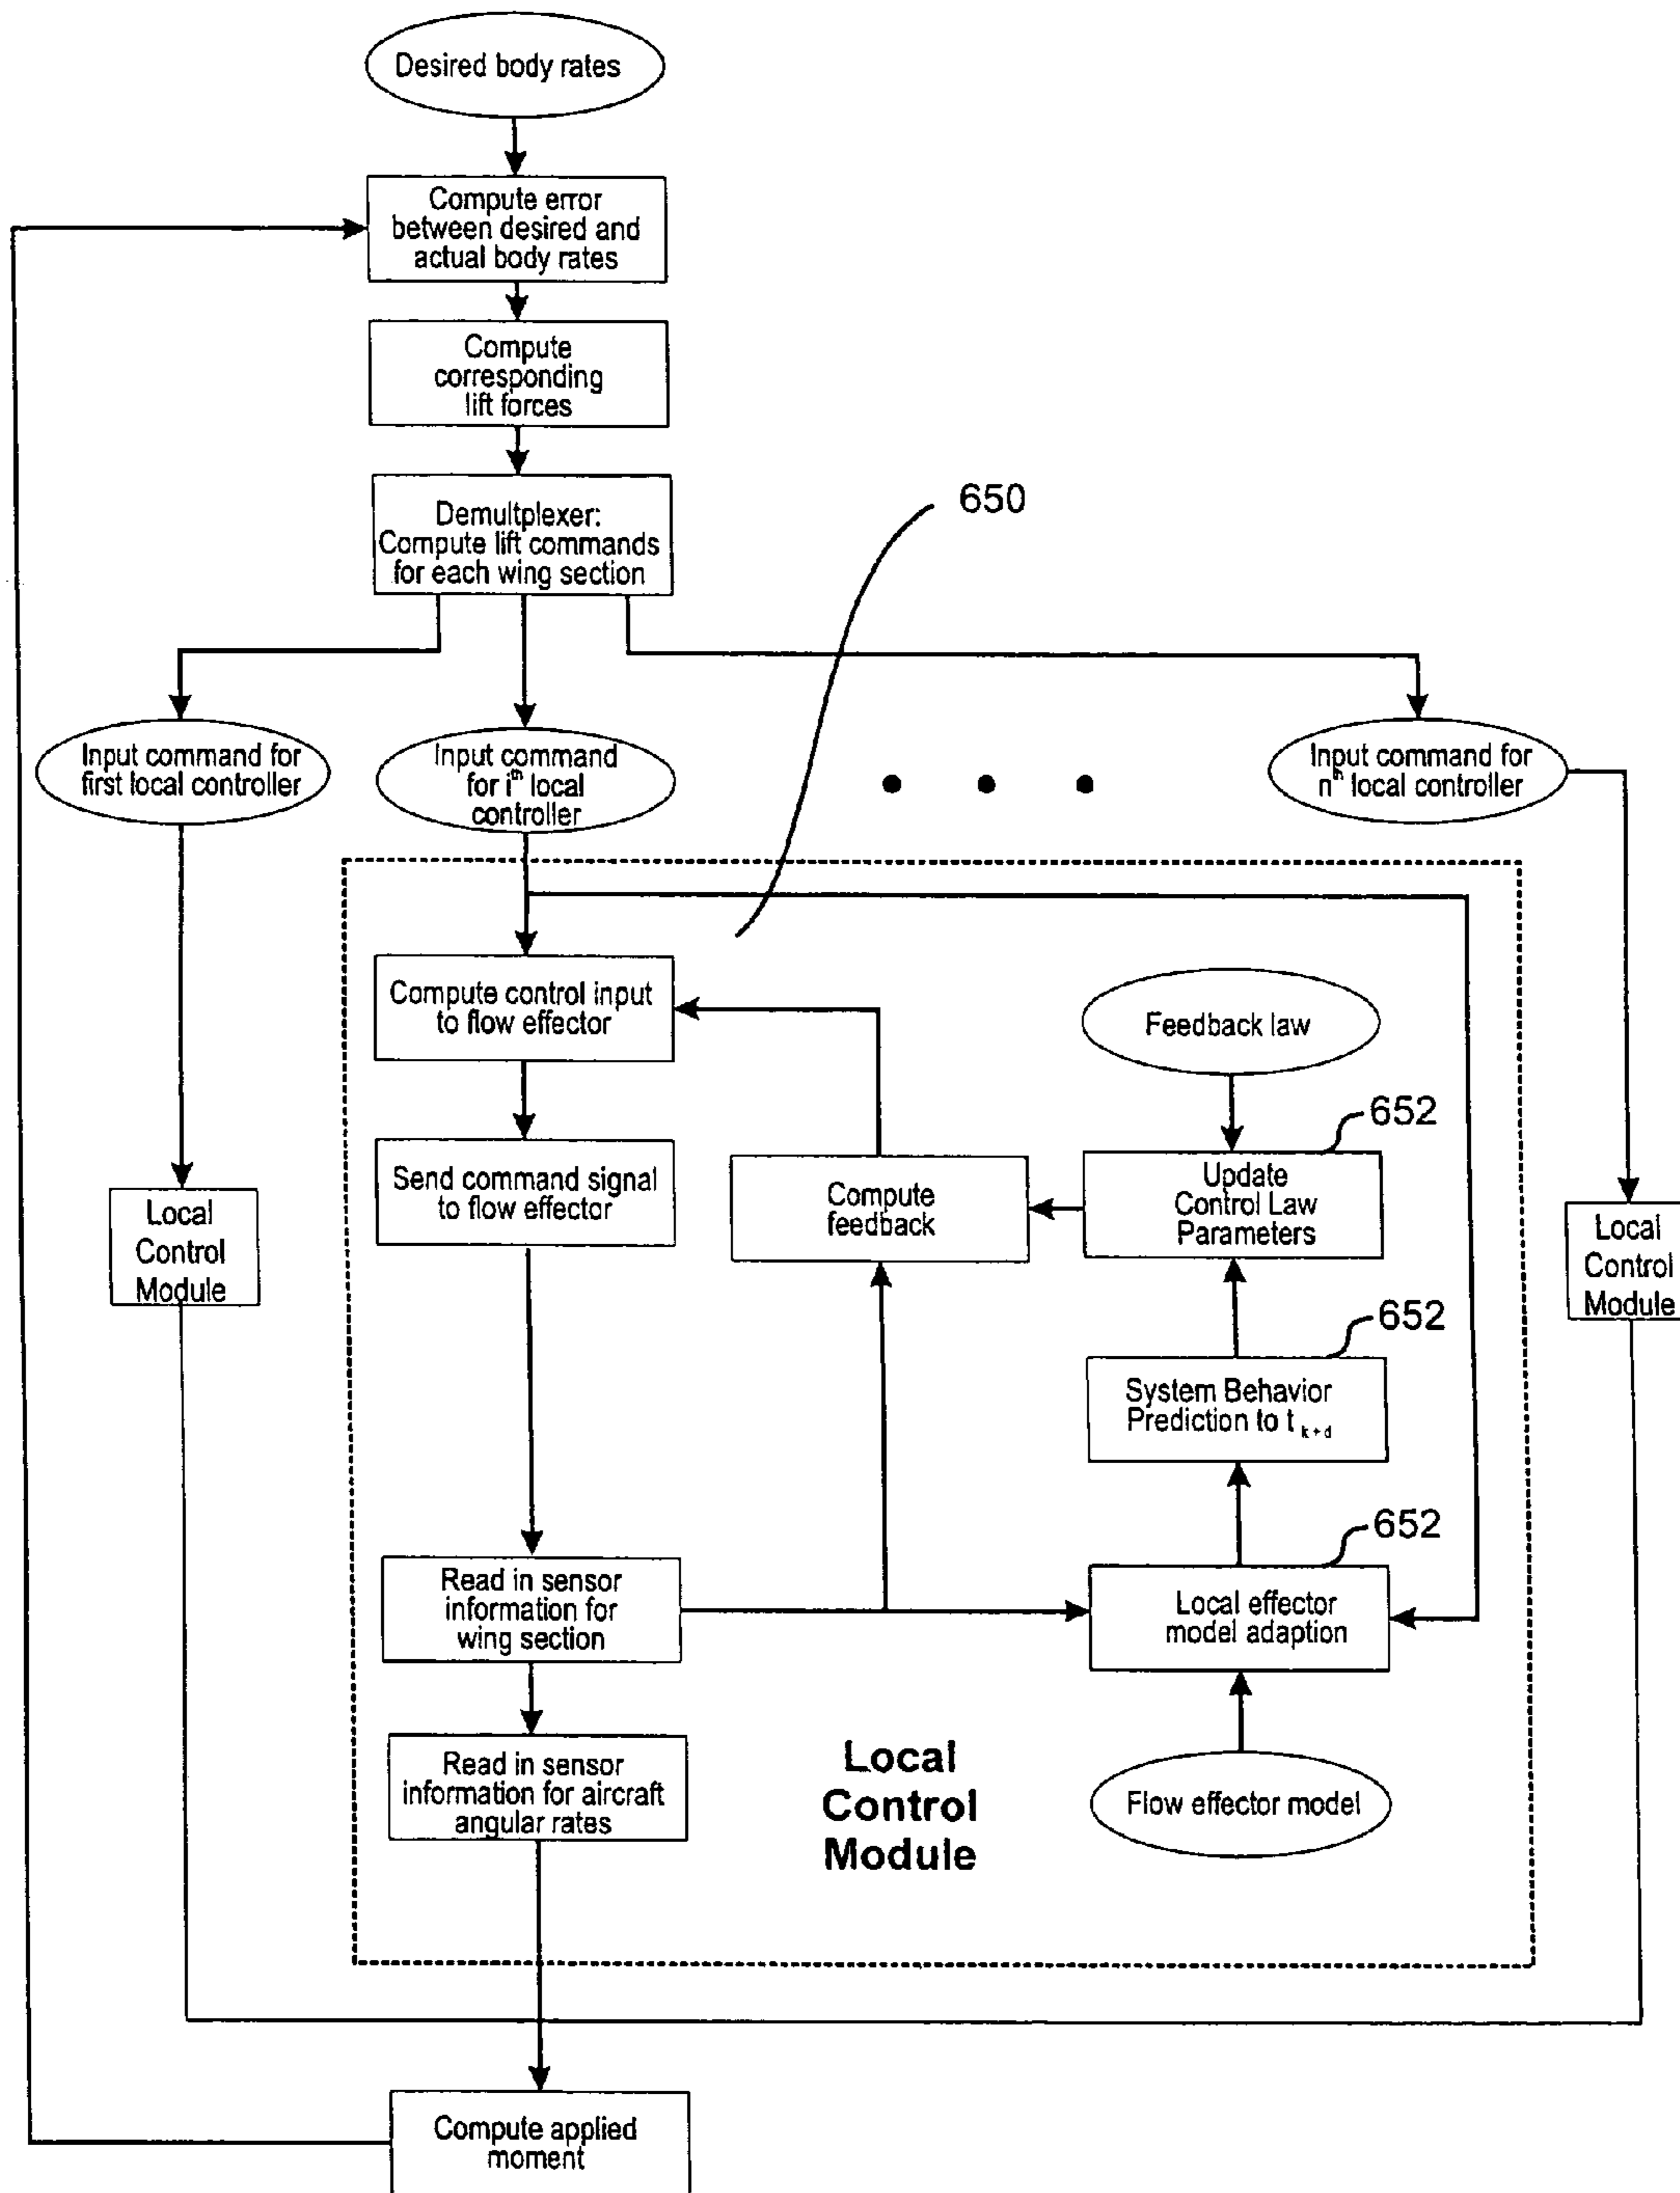 Desired body rates
Compute error
between desired and
actual body rates
Compute
corresponding
lift forces
Demultplexer:
Compute lift commands
for each wing section
650
Input command for
first local controller
Input command
for iᵗʰ local
controller
Input command for
nᵗʰ local controller
Compute control input
to flow effector
Feedback law
652
Send command signal
to flow effector
Compute
feedback
Update
Control Law
Parameters
Local
Control
Module
Local
Control
Module
652
System Behavior
Prediction to t k+d
652
Read in sensor
information for
wing section
Local effector
model adaption
Read in sensor
information for aircraft
angular rates
Local
Control
Module
Flow effector model
Compute applied
moment